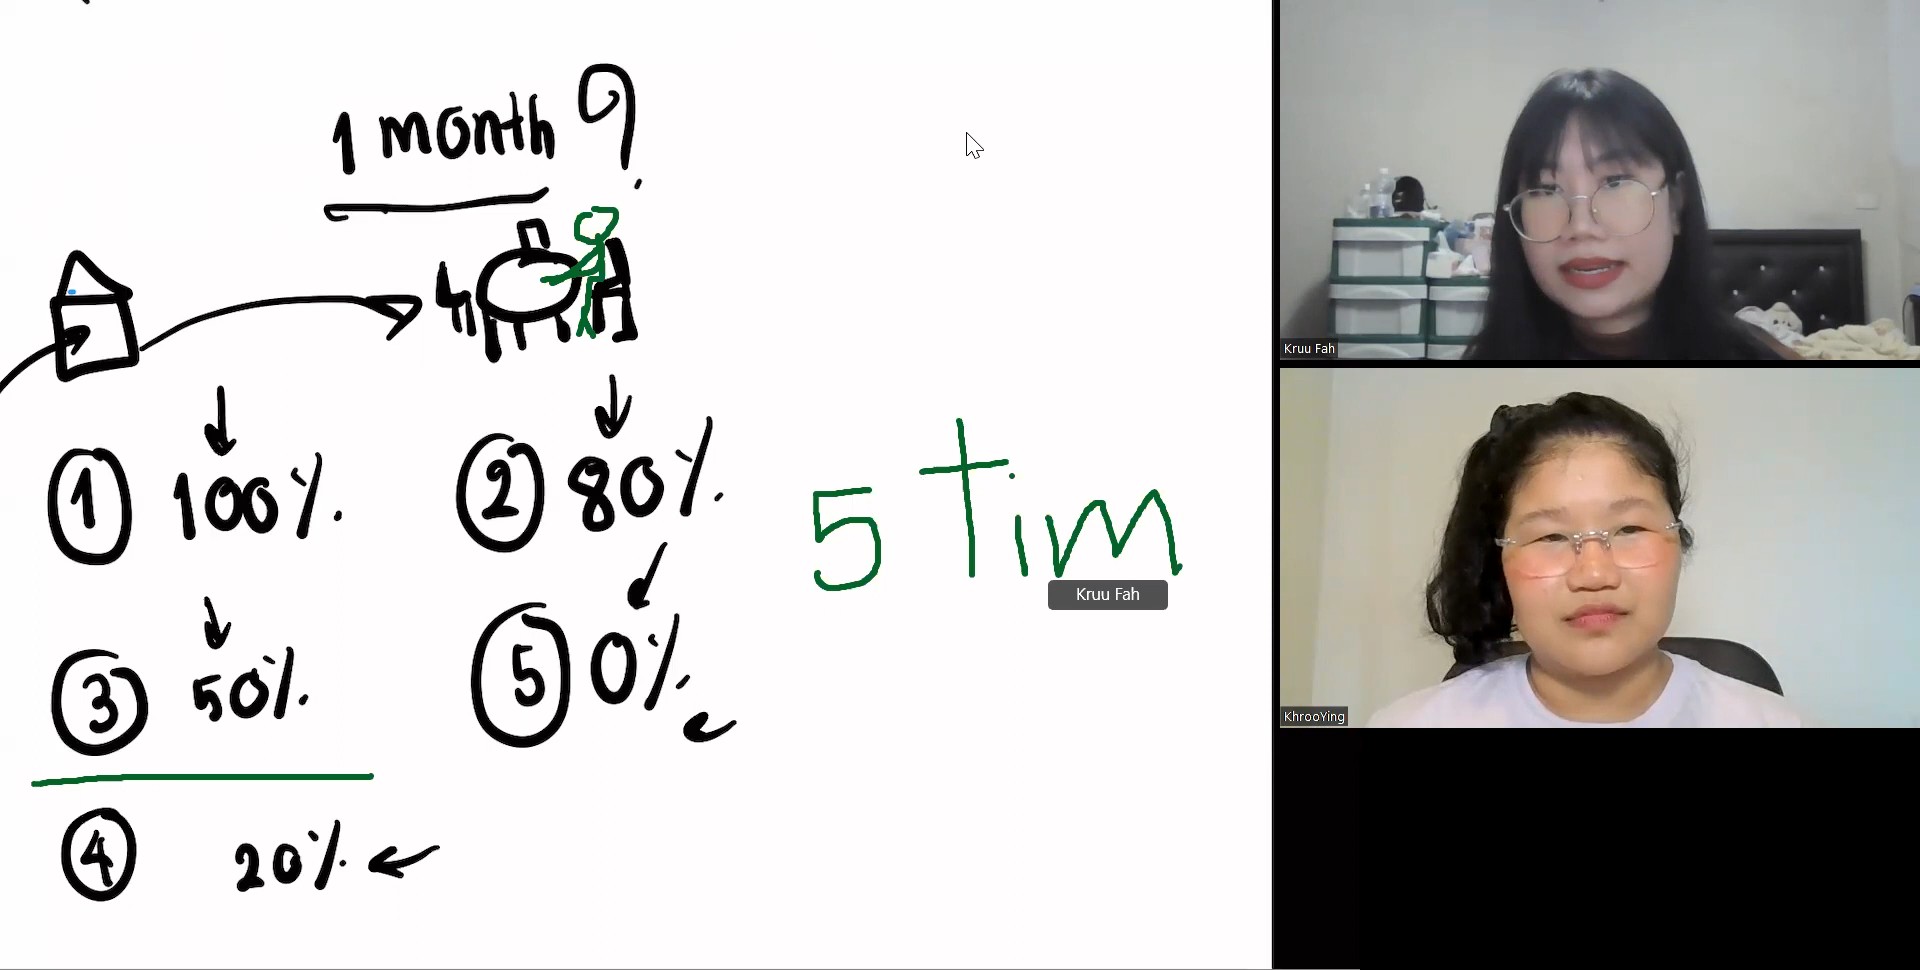 1 month ?
① 100%
② 80%
③ 50%
⑤ 0%
④ 20%
5 Tim
Kruu Fah
Kruu Fah
KhrooYing